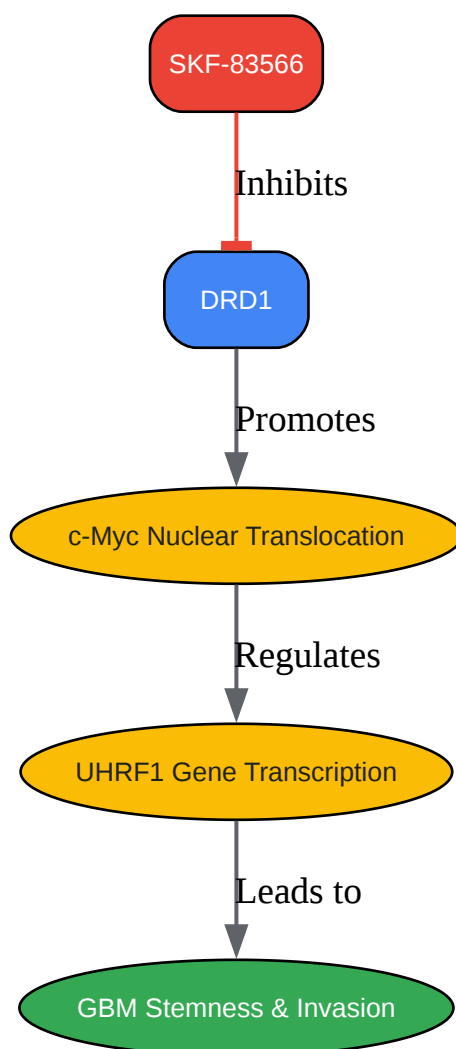 SKF-83566
Inhibits
DRD1
Promotes
c-Myc Nuclear Translocation
Regulates
UHRF1 Gene Transcription
Leads to
GBM Stemness & Invasion